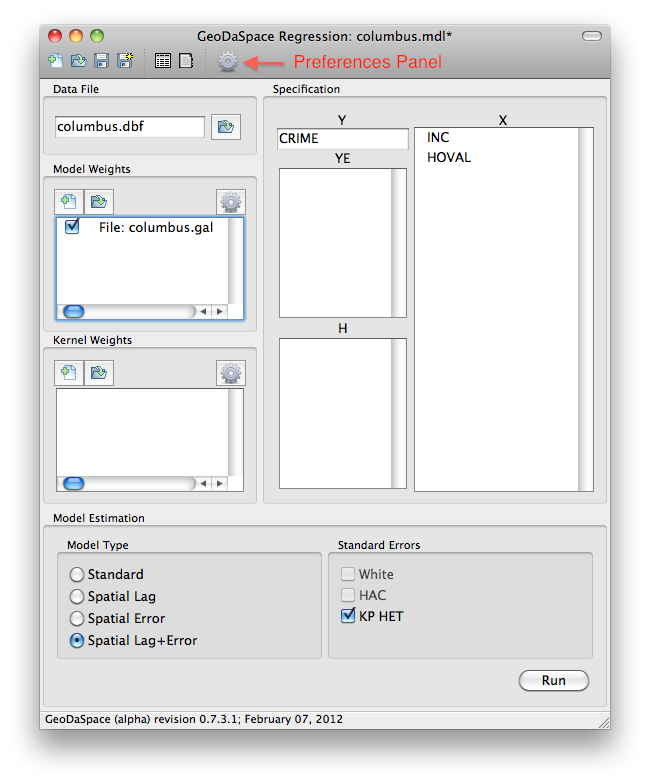 GeoDaSpace Regression: columbus.mdl*
Preferences Panel
Data File
columbus.dbf
Model Weights
File: columbus.gal
Kernel Weights
Specification
Y
CRIME
YE
H
X
INC
HOVAL
Model Estimation
Model Type
Standard
Spatial Lag
Spatial Error
Spatial Lag+Error
Standard Errors
White
HAC
KP HET
Run
GeoDaSpace (alpha) revision 0.7.3.1; February 07, 2012